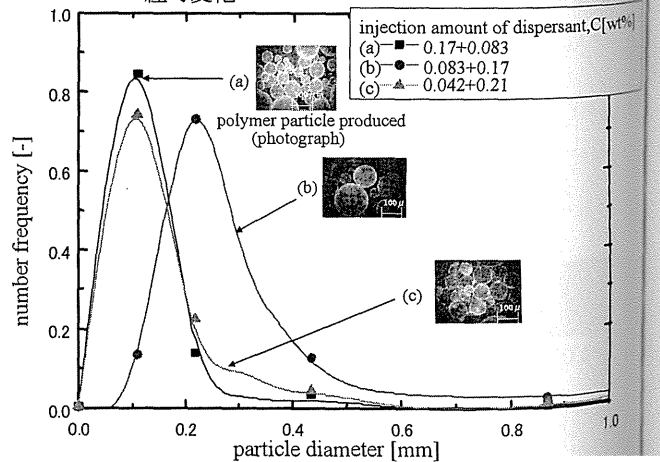 injection amount of dispersant,C[wt%]
(a) 0.17+0.083
(b) 0.083+0.17
(c) 0.042+0.21
1.0
0.8
0.6
0.4
0.2
0.0
number frequency [-]
(a)
polymer particle produced
(photograph)
(b)
100 μ
(c)
100 μ
0.0
0.2
0.4
0.6
0.8
1.0
particle diameter [mm]